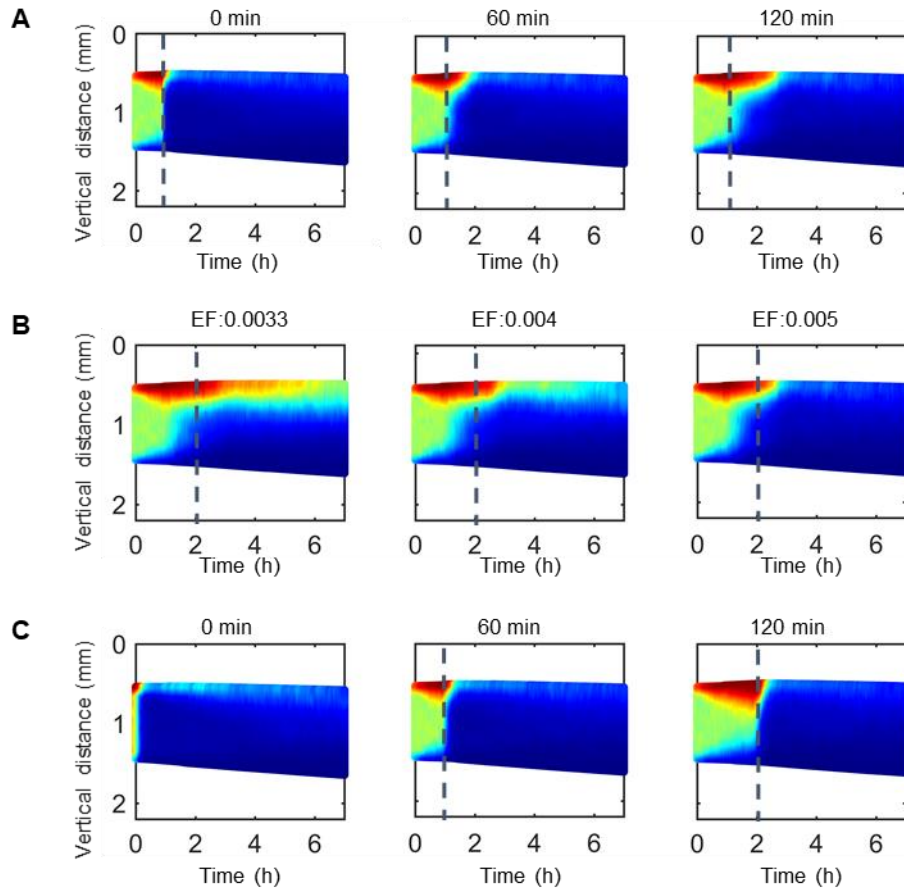 A
0 min
60 min
120 min
Vertical distance (mm)
0
1
2
0 2 4 6
0 2 4 6
0 2 4 6
Time (h)
Time (h)
Time (h)
B
EF:0.0033
EF:0.004
EF:0.005
Vertical distance (mm)
0
1
2
0 2 4 6
0 2 4 6
0 2 4 6
Time (h)
Time (h)
Time (h)
C
0 min
60 min
120 min
Vertical distance (mm)
0
1
2
0 2 4 6
0 2 4 6
0 2 4 6
Time (h)
Time (h)
Time (h)